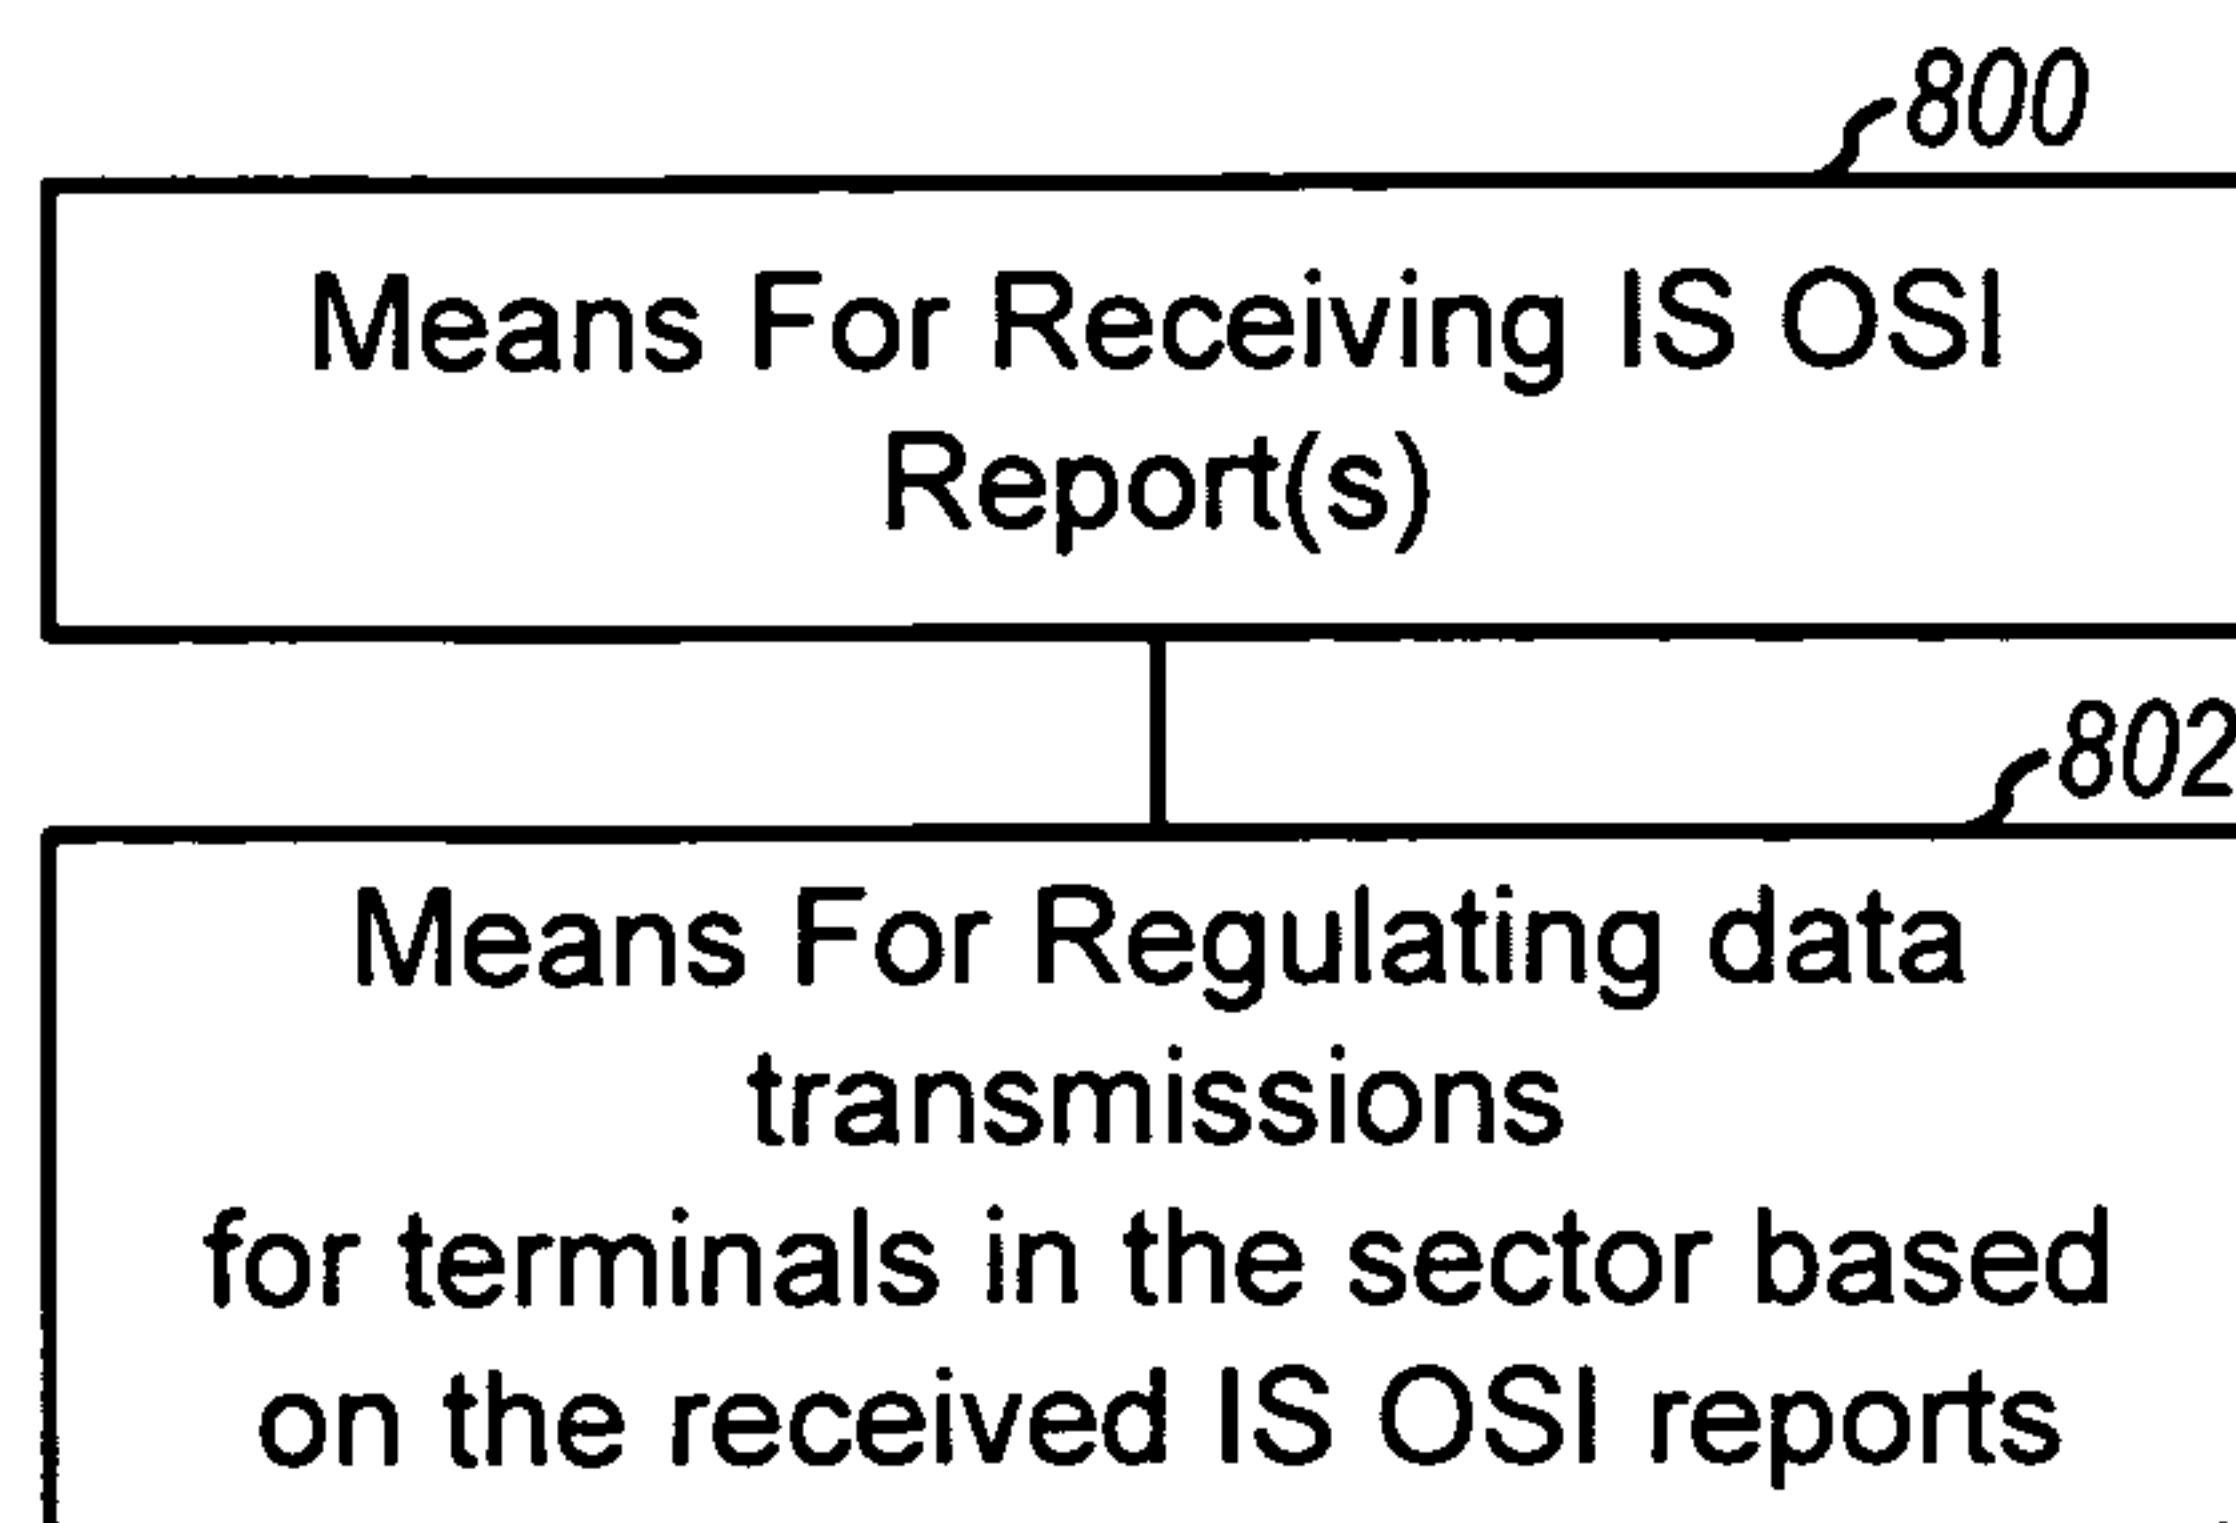 800
Means For Receiving IS OSI
Report(s)
802
Means For Regulating data
transmissions
for terminals in the sector based
on the received IS OSI reports